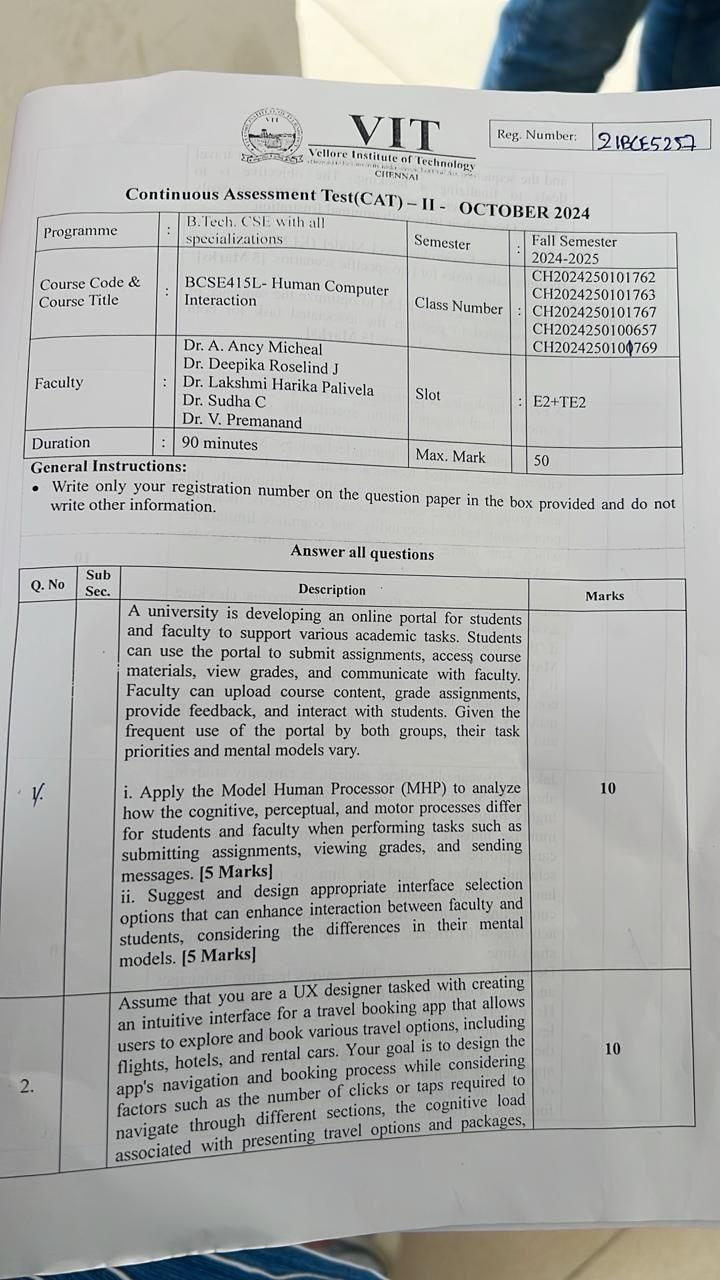 VIT
Vellore Institute of Technology
CHENNAI
Reg. Number: 21BCE5257
Continuous Assessment Test(CAT) – II - OCTOBER 2024
Programme : B.Tech. CSE with all specializations
Semester : Fall Semester 2024-2025
Course Code & Course Title : BCSE415L- Human Computer Interaction
Class Number : CH2024250101762
CH2024250101763
CH2024250101767
CH2024250100657
CH2024250100769
Faculty : Dr. A. Ancy Micheal
Dr. Deepika Roselind J
Dr. Lakshmi Harika Palivela
Dr. Sudha C
Dr. V. Premanand
Slot : E2+TE2
Duration : 90 minutes
Max. Mark 50
General Instructions:
• Write only your registration number on the question paper in the box provided and do not
write other information.
Answer all questions
Q. No Sub Sec. Description Marks
1.
A university is developing an online portal for students
and faculty to support various academic tasks. Students
can use the portal to submit assignments, access course
materials, view grades, and communicate with faculty.
Faculty can upload course content, grade assignments,
provide feedback, and interact with students. Given the
frequent use of the portal by both groups, their task
priorities and mental models vary.
i. Apply the Model Human Processor (MHP) to analyze
how the cognitive, perceptual, and motor processes differ
for students and faculty when performing tasks such as
submitting assignments, viewing grades, and sending
messages. [5 Marks]
ii. Suggest and design appropriate interface selection
options that can enhance interaction between faculty and
students, considering the differences in their mental
models. [5 Marks]
10
2.
Assume that you are a UX designer tasked with creating
an intuitive interface for a travel booking app that allows
users to explore and book various travel options, including
flights, hotels, and rental cars. Your goal is to design the
app's navigation and booking process while considering
factors such as the number of clicks or taps required to
navigate through different sections, the cognitive load
associated with presenting travel options and packages,
10